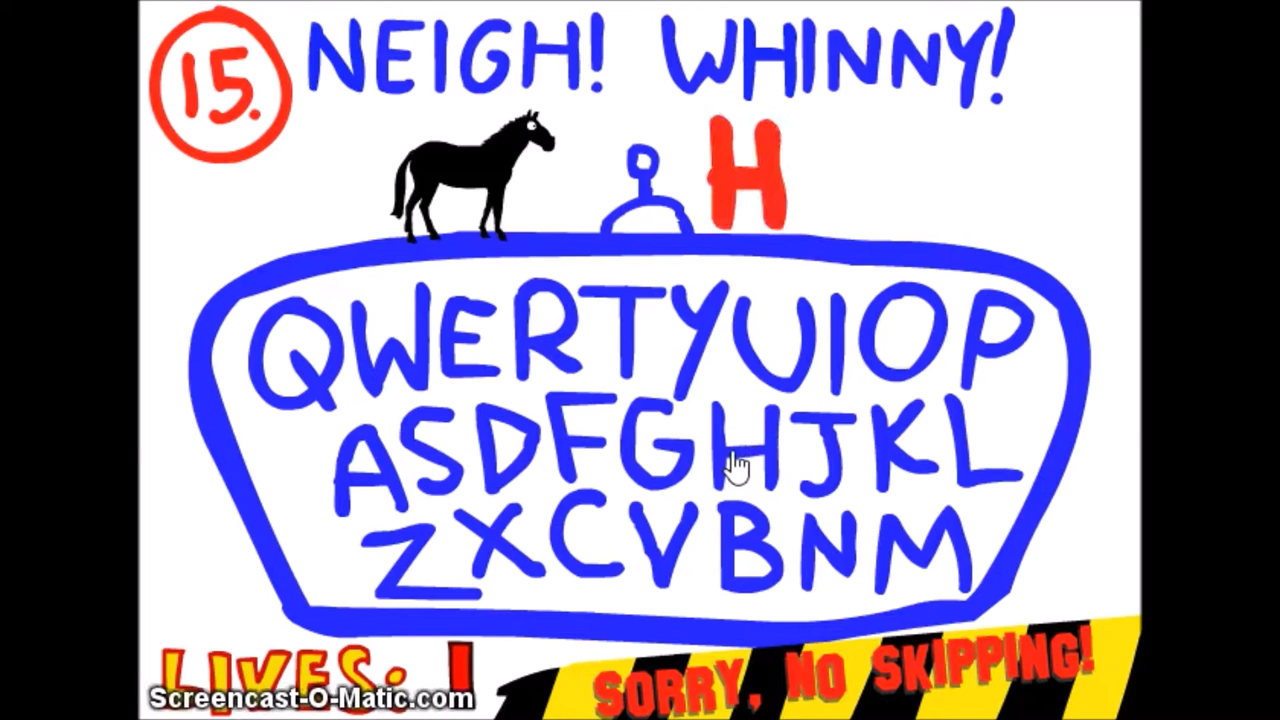 15. NEIGH! WHINNY!
H
QWERTYUIOP
ASDFGHJKL
ZXCVBNM
LIVES: 1
SORRY, NO SKIPPING!
Screencast-O-Matic.com